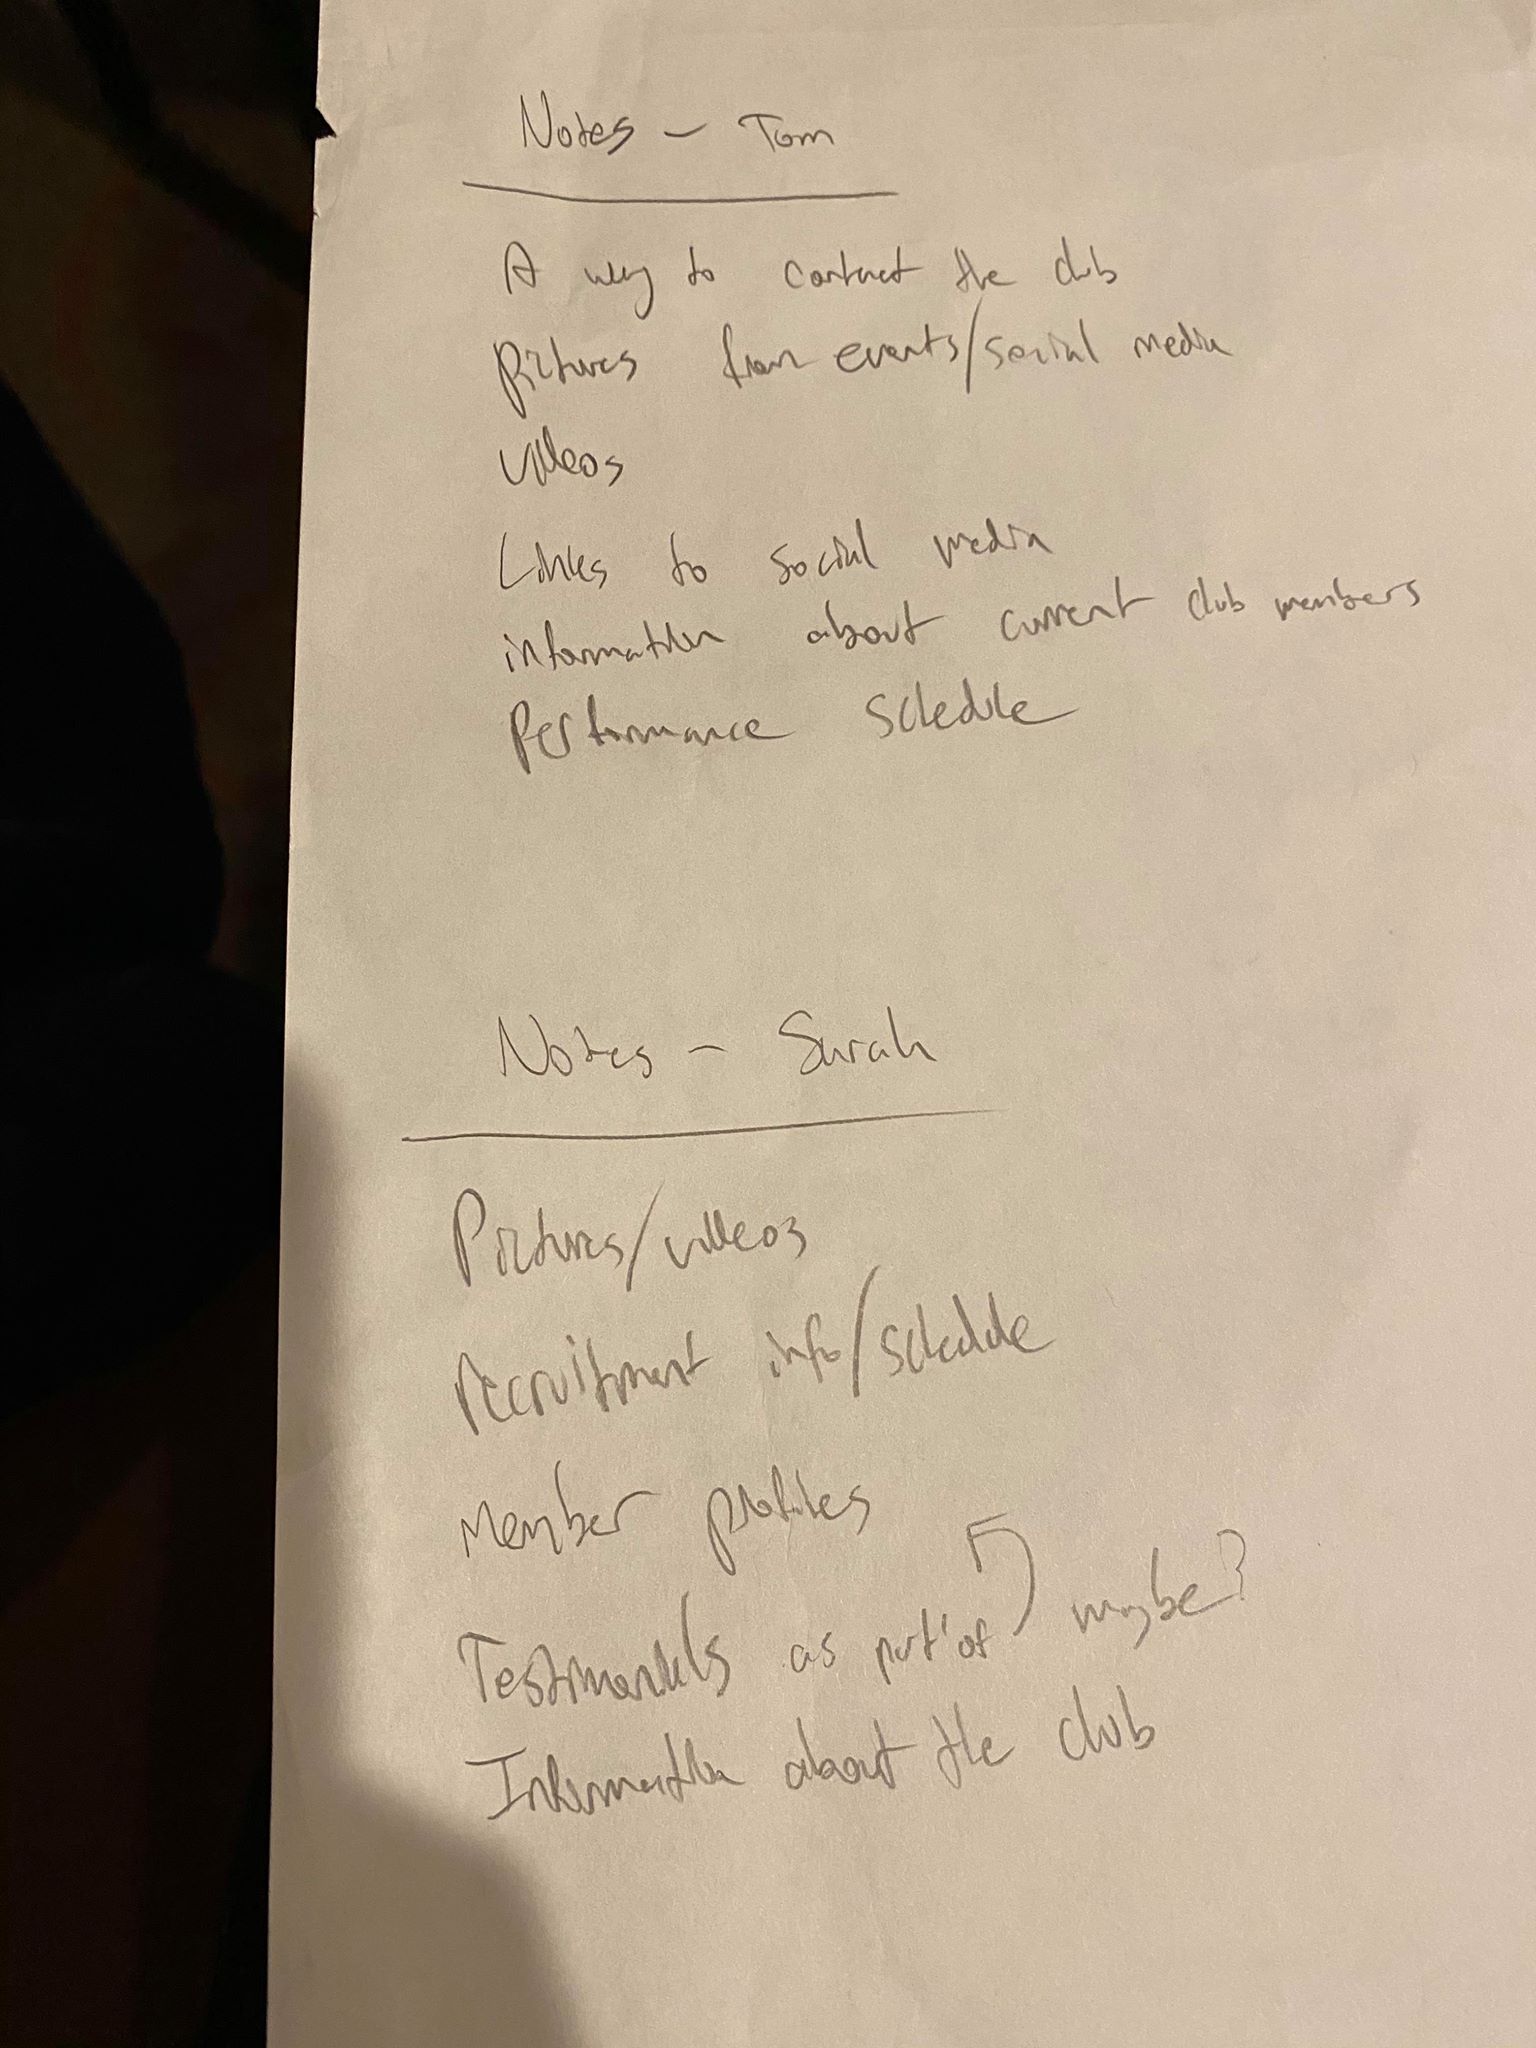 Notes - Tom
A way to contact the club
Pictures from events/social media
videos
Links to social media
information about current club members
Performance schedule
Notes - Sarah
Pictures/videos
recruitment info/schedule
member profiles
Testimonials as part of maybe?
Information about the club